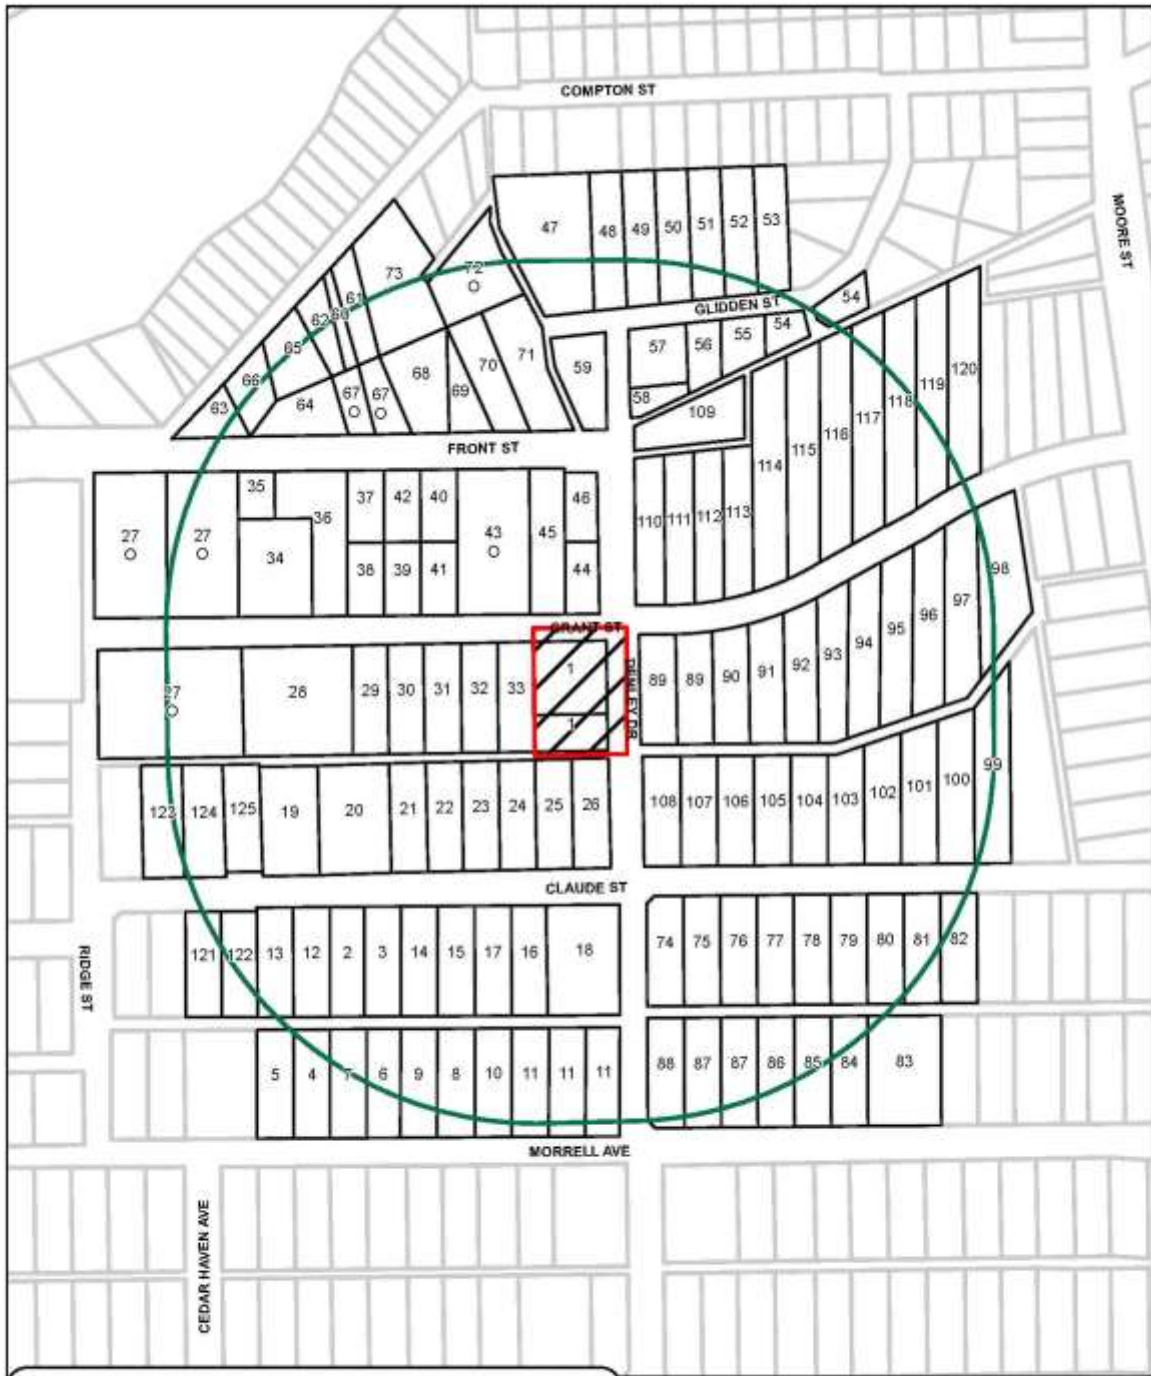 COMPTON ST
MOORE ST
47 48 49 50 51 52 53
72
73
61
60
62
65
66
63
64
67 67
68 69 70 71
59
GLIDDEN ST
54
57 56 55 54
58
109
FRONT ST
120
119
118
117
116
115
114
110 111 112 113
27 27
35
36
34
37 42 40
38 39 41
43
45
46
44
GRANT ST
1
1
DENLEY DR
27 28 29 30 31 32 33
89 89 90 91 92 93 94 95 96 97 98
123 124 125 19 20 21 22 23 24 25 26
108 107 106 105 104 103 102 101 100 99
CLAUDE ST
RIDGE ST
121 122 13 12 2 3 14 15 17 16 18
74 75 76 77 78 79 80 81 82
5 4 7 6 9 8 10 11 11 11
88 87 87 86 85 84 83
MORRELL AVE
CEDAR HAVEN AVE